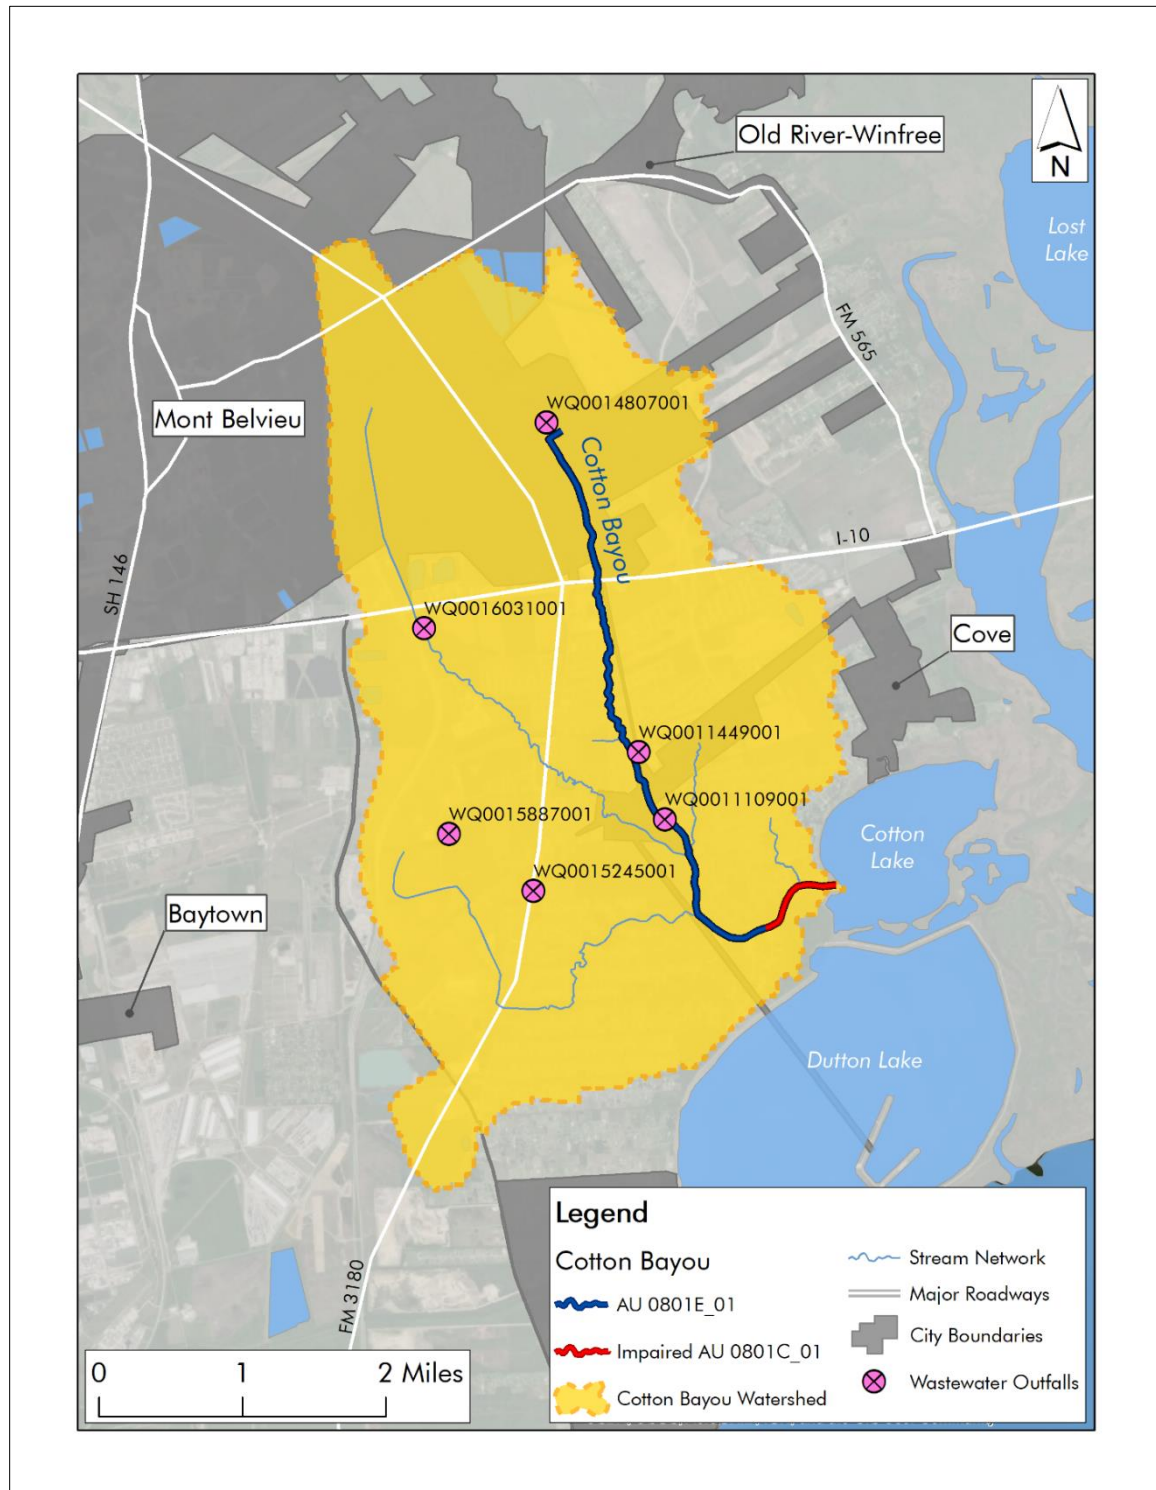 N
Old River-Winfree
Lost
Lake
FM 565
Mont Belvieu
WQ0014807001
Cotton Bayou
I-10
SH 146
WQ0016031001
Cove
WQ0011449001
WQ0011109001
WQ0015887001
Cotton
Lake
WQ0015245001
Baytown
Dutton Lake
FM 3180
Legend
Cotton Bayou
AU 0801E_01
Impaired AU 0801C_01
Cotton Bayou Watershed
Stream Network
Major Roadways
City Boundaries
Wastewater Outfalls
0 1 2 Miles